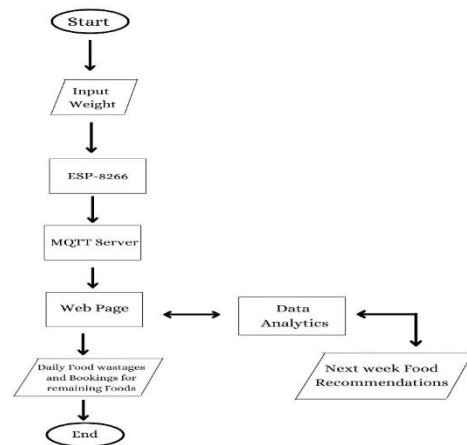 Start
Input
Weight
ESP-8266
MQTT Server
Web Page
Data
Analytics
Daily Food wastages
and Bookings for
remaining Foods
Next week Food
Recommendations
End